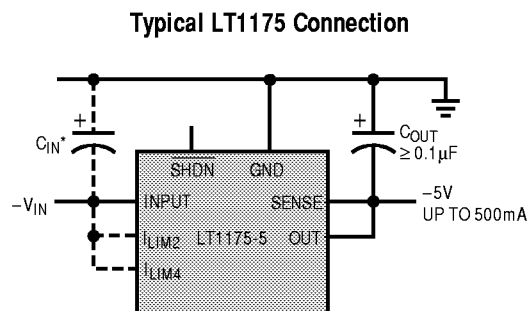 Typical LT1175 Connection
+
C_IN*
+
C_OUT
≥ 0.1µF
SHDN
GND
–V_IN
INPUT
SENSE
–5V
UP TO 500mA
I_LIM2
LT1175-5
OUT
I_LIM4